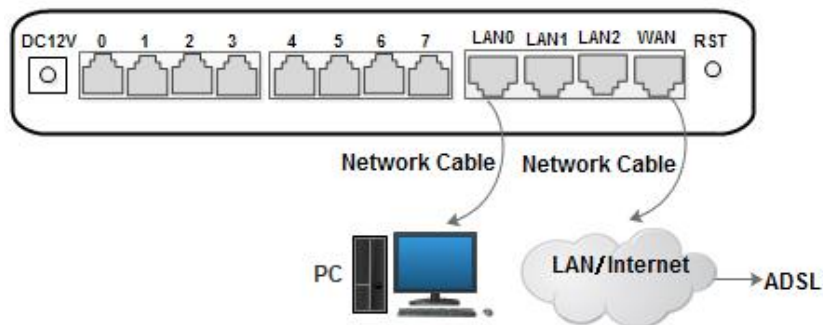 DC12V 0 1 2 3 4 5 6 7 LAN0 LAN1 LAN2 WAN RST
Network Cable Network Cable
PC LAN/Internet ADSL